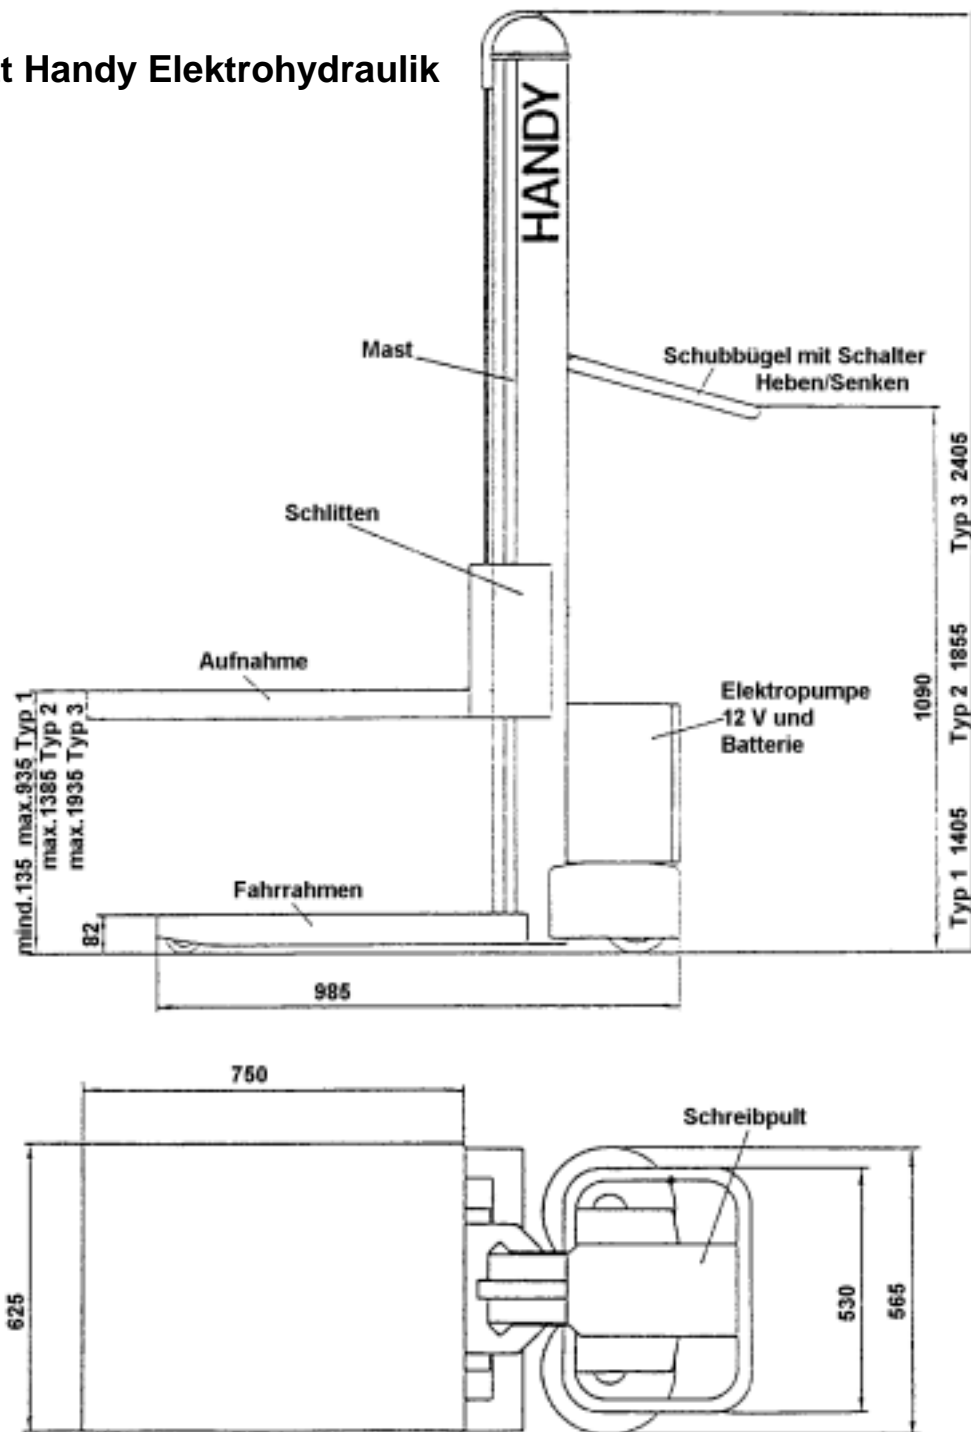 t Handy Elektrohydraulik
HANDY
Mast
Schubbügel mit Schalter
Heben/Senken
Schlitten
Aufnahme
Elektropumpe
12 V und
Batterie
Fahrrahmen
mind.135 max.935 Typ 1
max.1385 Typ 2
max.1935 Typ 3
82
985
1090
Typ 1 1405 Typ 2 1855 Typ 3 2405
750
Schreibpult
625
530
565